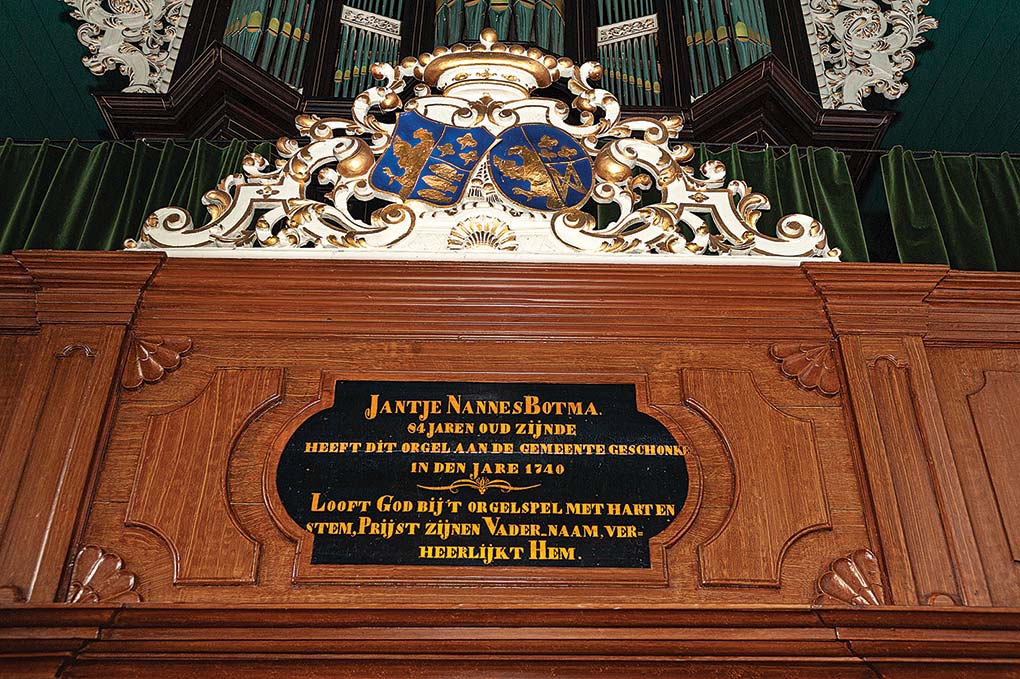 JANTJE NANNES BOTMA.
84 JAREN OUD ZIJNDE
HEEFT DIT ORGEL AAN DE GEMEENTE GESCHONKE
IN DEN JARE 1740
LOOFT GOD BIJ'T ORGELSPEL MET HART EN
STEM, PRIJST ZIJNEN VADER-NAAM, VER=
HEERLIJKT HEM.